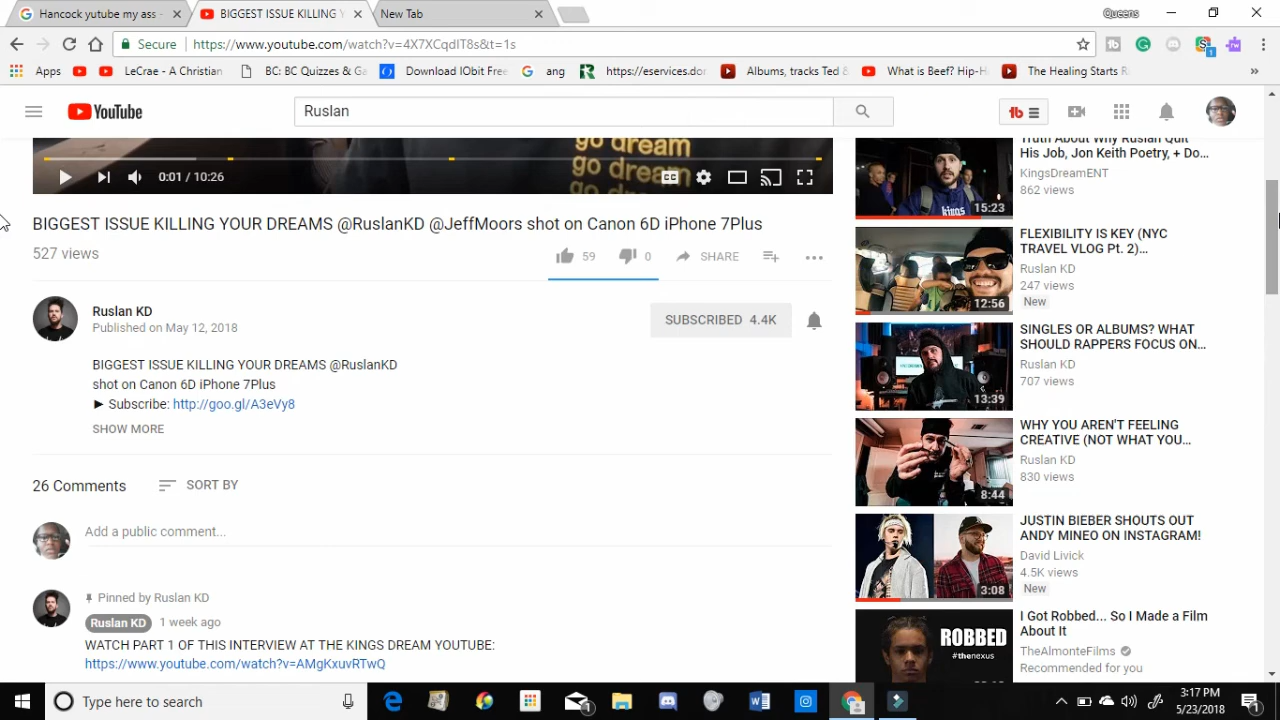 Hancock yutube my ass -
BIGGEST ISSUE KILLING Y
New Tab
Queens
Secure
https://www.youtube.com/watch?v=4X7XCqdIT8s&t=1s
1
Apps
LeCrae - A Christian
BC: BC Quizzes & Ga
Download IObit Free
ang
https://eservices.do
Albums, tracks Ted &
What is Beef? Hip-H
The Healing Starts R
»
YouTube
Ruslan
go dream
go dream
0:01 / 10:26
CC
BIGGEST ISSUE KILLING YOUR DREAMS @RuslanKD @JeffMoors shot on Canon 6D iPhone 7Plus
527 views
59
0
SHARE
Ruslan KD
Published on May 12, 2018
SUBSCRIBED 4.4K
BIGGEST ISSUE KILLING YOUR DREAMS @RuslanKD
shot on Canon 6D iPhone 7Plus
► Subscribe: http://goo.gl/A3eVy8
SHOW MORE
26 Comments
SORT BY
Add a public comment...
Pinned by Ruslan KD
Ruslan KD 1 week ago
WATCH PART 1 OF THIS INTERVIEW AT THE KINGS DREAM YOUTUBE:
https://www.youtube.com/watch?v=AMgKxuvRTwQ
Truth About Why Ruslan Quit
His Job, Jon Keith Poetry, + Do...
KingsDreamENT
862 views
kings
15:23
FLEXIBILITY IS KEY (NYC
TRAVEL VLOG Pt. 2)...
Ruslan KD
247 views
New
12:56
SINGLES OR ALBUMS? WHAT
SHOULD RAPPERS FOCUS ON...
Ruslan KD
707 views
13:39
WHY YOU AREN'T FEELING
CREATIVE (NOT WHAT YOU...
Ruslan KD
830 views
8:44
JUSTIN BIEBER SHOUTS OUT
ANDY MINEO ON INSTAGRAM!
David Livick
4.5K views
New
3:08
I Got Robbed... So I Made a Film
About It
TheAlmonteFilms
Recommended for you
ROBBED
#thenexus
Type here to search
1
3:17 PM
5/23/2018
1